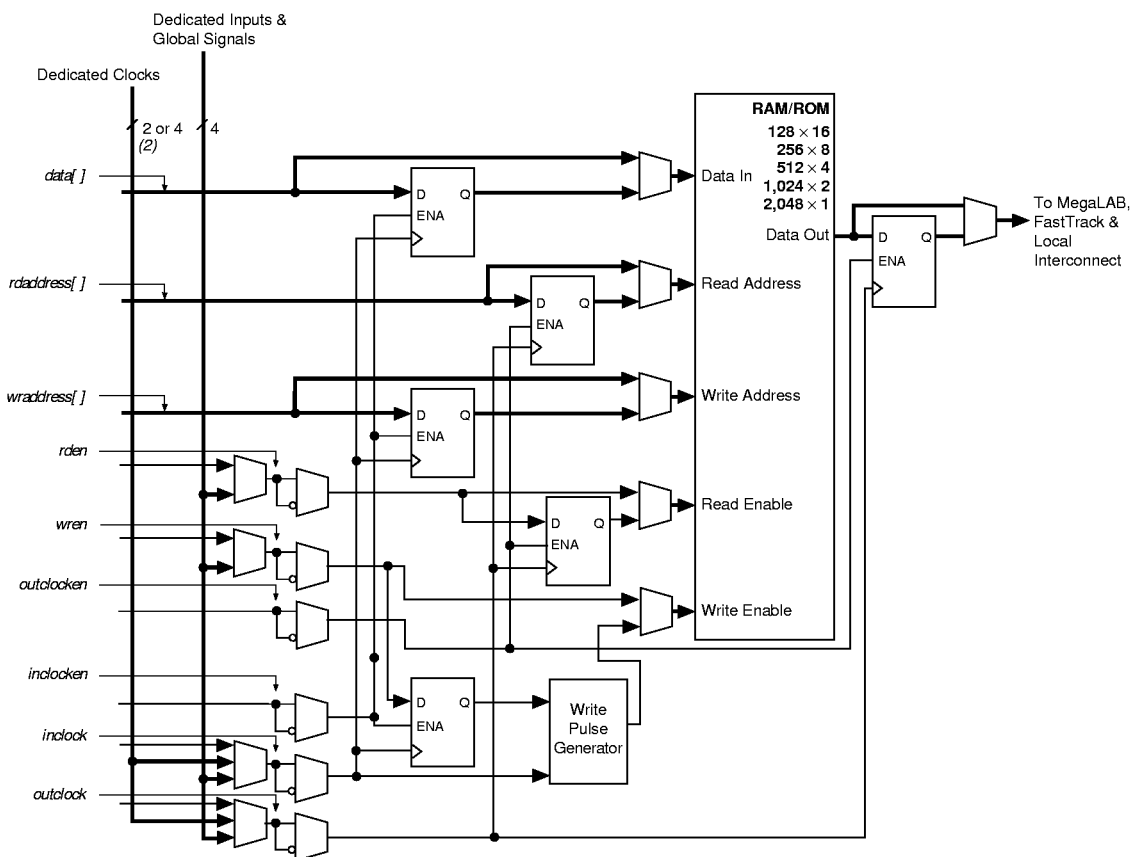 Dedicated Inputs &
Global Signals
Dedicated Clocks
2 or 4
(2)
4
RAM/ROM
128 × 16
256 × 8
512 × 4
1,024 × 2
2,048 × 1
data[ ]
D
Q
ENA
Data In
Data Out
D
Q
ENA
To MegaLAB,
FastTrack &
Local
Interconnect
rdaddress[ ]
D
Q
ENA
Read Address
wraddress[ ]
D
Q
ENA
Write Address
rden
D
Q
ENA
Read Enable
wren
outclocken
Write Enable
inclocken
D
Q
ENA
Write
Pulse
Generator
inclock
outclock